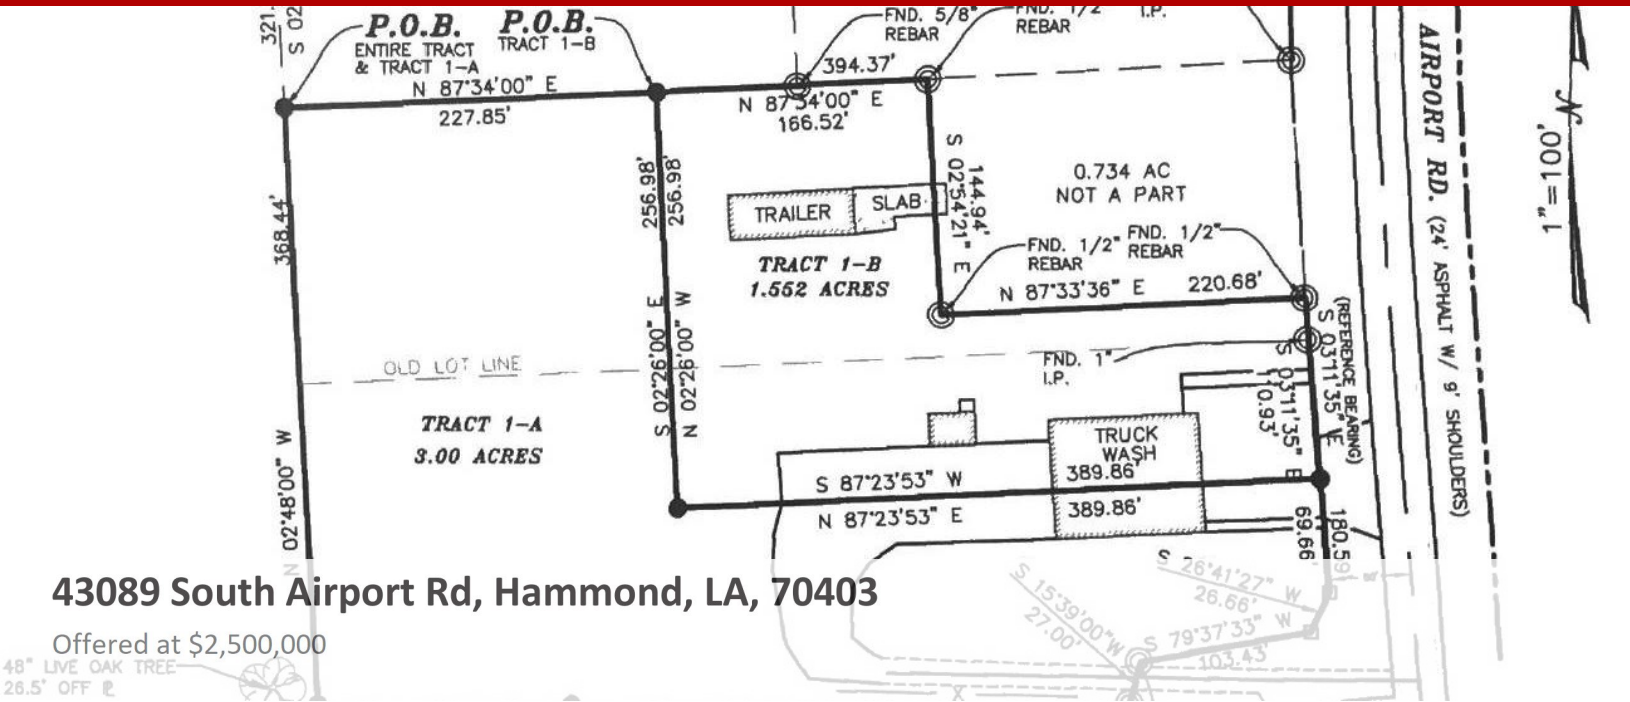 321.
S 02
P.O.B.
ENTIRE TRACT
& TRACT 1-A
P.O.B.
TRACT 1-B
FND. 5/8"
REBAR
FND. 1/2"
REBAR
I.P.
394.37'
N 87°34'00" E
227.85'
N 87°34'00" E
166.52'
368.44'
N 02°48'00" W
256.98'
256.98'
S 02°26'00" E
N 02°26'00" W
TRAILER
SLAB
S 02°54'21" E
144.94'
0.734 AC
NOT A PART
TRACT 1-B
1.552 ACRES
FND. 1/2"
REBAR
FND. 1/2"
REBAR
N 87°33'36" E
220.68'
OLD LOT LINE
FND. 1"
I.P.
S 03°11'35" E
(REFERENCE BEARING)
S 03°11'35" E
TRACT 1-A
3.00 ACRES
TRUCK
WASH
S 87°23'53" W
389.86'
N 87°23'53" E
389.86'
69.66'
180.59
AIRPORT RD. (24' ASPHALT W/ 9' SHOULDERS)
N
1"=100'
43089 South Airport Rd, Hammond, LA, 70403
Offered at $2,500,000
48" LIVE OAK TREE
26.5' OFF
S 15°39'00" W
27.00'
S 26°41'27" W
26.66'
S 79°37'33" W
103.43'
X